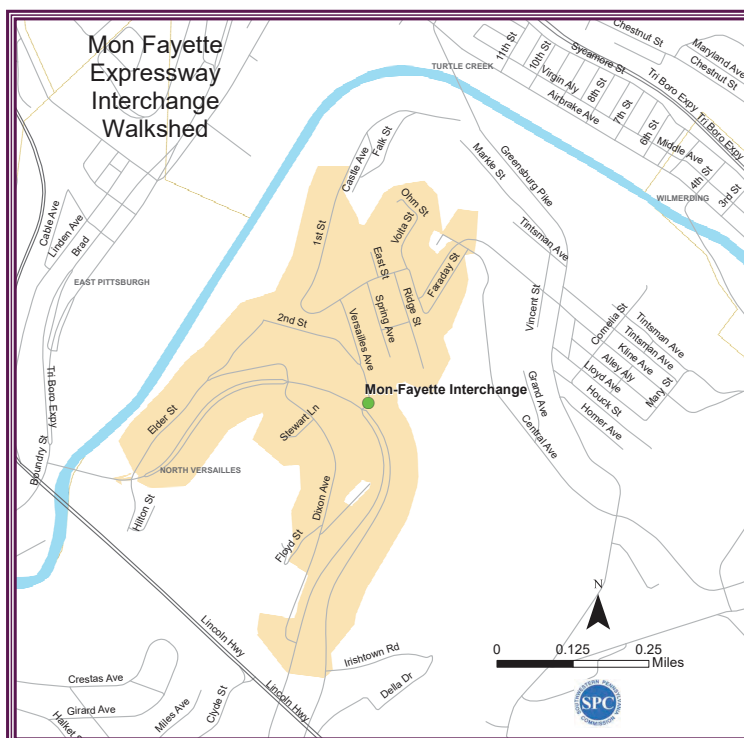 Mon Fayette
Expressway
Interchange
Walkshed
Chestnut St
Maryland Ave
Chestnut St
11th St
10th St
Sycamore St
Virgin Aly
8th St
7th St
6th St
Airbrake Ave
Tri Boro Expy
Tri Boro Expy
Middle Ave
4th St
3rd St
TURTLE CREEK
WILMERDING
Castle Ave
Falk St
Markle St
Greensburg Pike
Cable Ave
Linden Ave
Brad
1st St
Ohm St
Volta St
Tintsman Ave
East St
Faraday St
EAST PITTSBURGH
Ridge St
Spring Ave
Versailles Ave
2nd St
Vincent St
Cornelia St
Tintsman Ave
Tintsman Ave
Kline Ave
Alley Aly
Lloyd Ave
Mary St
Houck St
Homer Ave
Tri Boro Expy
Mon-Fayette Interchange
Grand Ave
Central Ave
Elder St
Stewart Ln
Boundry St
NORTH VERSAILLES
Hilton St
Dixon Ave
Floyd St
Lincoln Hwy
Lincoln Hwy
Irishtown Rd
Della Dr
Crestas Ave
Girard Ave
Miles Ave
Clyde St
Halket
N
0 0.125 0.25
Miles
SOUTHWESTERN PENNSYLVANIA
SPC
COMMISSION